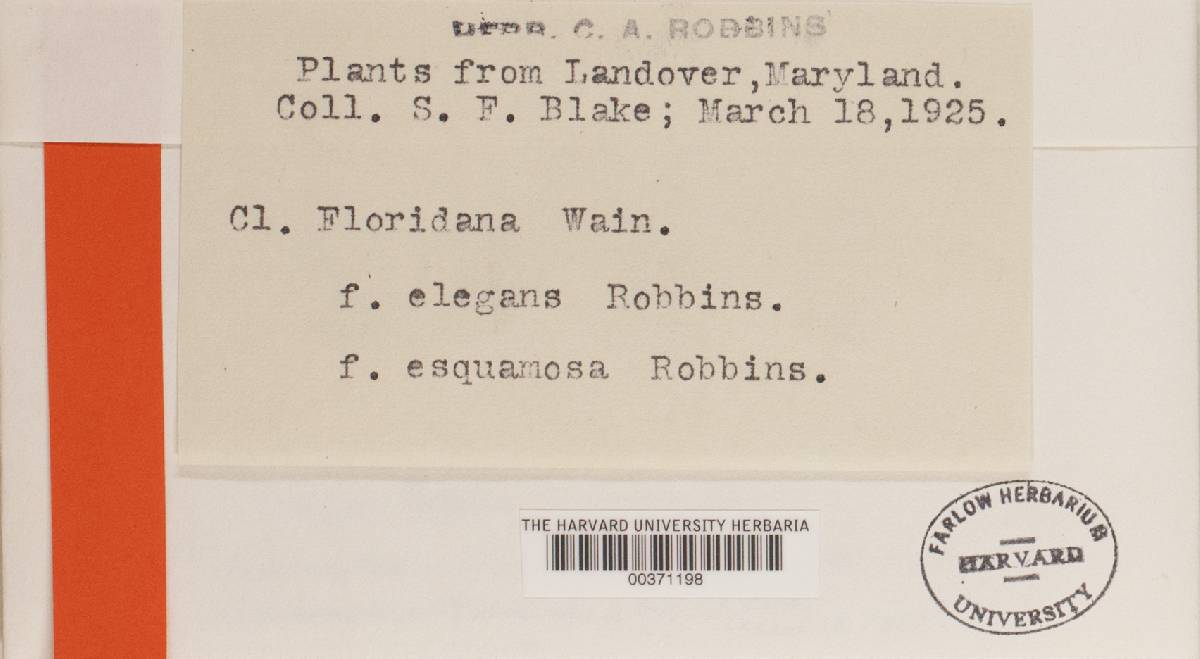 HERB. C. A. ROBBINS
Plants from Landover,Maryland.
Coll. S. F. Blake; March 18,1925.
Cl. Floridana Wain.
f. elegans Robbins.
f. esquamosa Robbins.
THE HARVARD UNIVERSITY HERBARIA
00371198
FARLOW HERBARIUM
HARVARD
UNIVERSITY